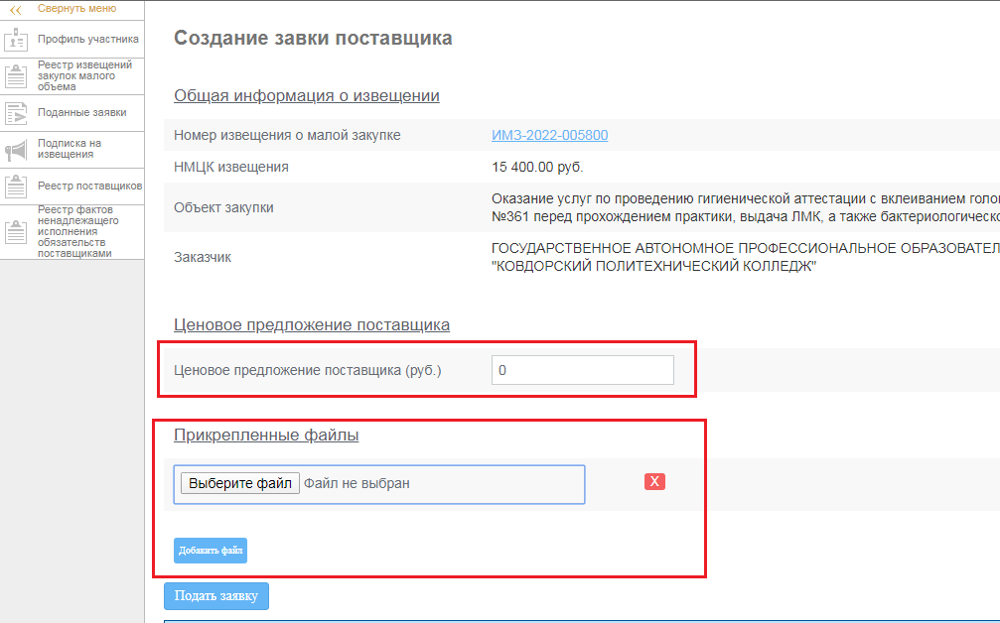 Свернуть меню
Профиль участника
Реестр извещений
закупок малого
объема
Поданные заявки
Подписка на
извещения
Реестр поставщиков
Реестр фактов
ненадлежащего
исполнения
обязательств
поставщиками
Создание завки поставщика
Общая информация о извещении
Номер извещения о малой закупке ИМЗ-2022-005800
НМЦК извещения 15 400.00 руб.
Объект закупки
Оказание услуг по проведению гигиенической аттестации с вклеиванием голо
№361 перед прохождением практики, выдача ЛМК, а также бактериологическо
Заказчик
ГОСУДАРСТВЕННОЕ АВТОНОМНОЕ ПРОФЕССИОНАЛЬНОЕ ОБРАЗОВАТЕЛ
"КОВДОРСКИЙ ПОЛИТЕХНИЧЕСКИЙ КОЛЛЕДЖ"
Ценовое предложение поставщика
Ценовое предложение поставщика (руб.) 0
Прикрепленные файлы
Выберите файл Файл не выбран X
Добавить файл
Подать заявку